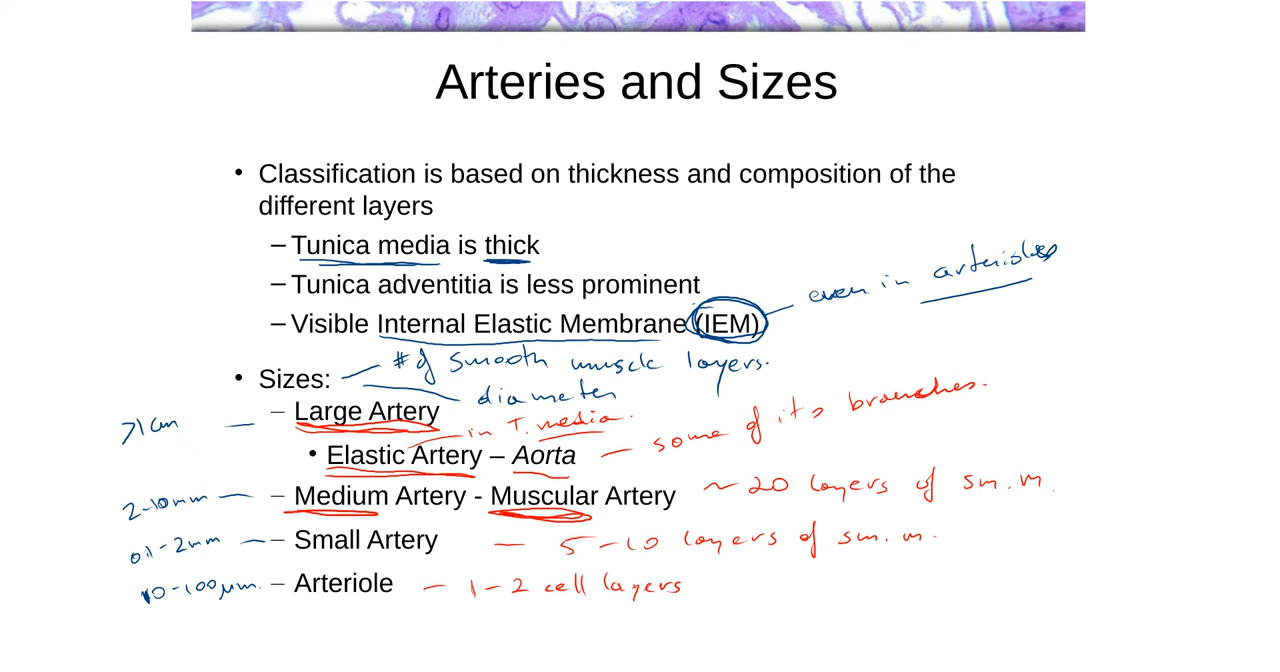 Arteries and Sizes
• Classification is based on thickness and composition of the
different layers
– Tunica media is thick
– Tunica adventitia is less prominent
– Visible Internal Elastic Membrane (IEM) – even in arterioles
• Sizes: # of smooth muscle layers.
diameter
>1cm – – Large Artery
in T. media.
• Elastic Artery – Aorta – some of its branches.
2-10mm – – Medium Artery - Muscular Artery ~ 20 layers of sm. m.
0.1-2mm – – Small Artery – 5-10 layers of sm. m.
10-100µm. – Arteriole – 1-2 cell layers